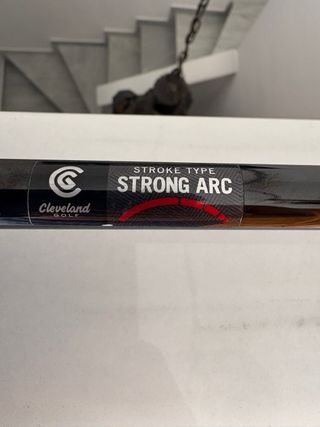 STROKE TYPE
STRONG ARC
Cleveland
GOLF